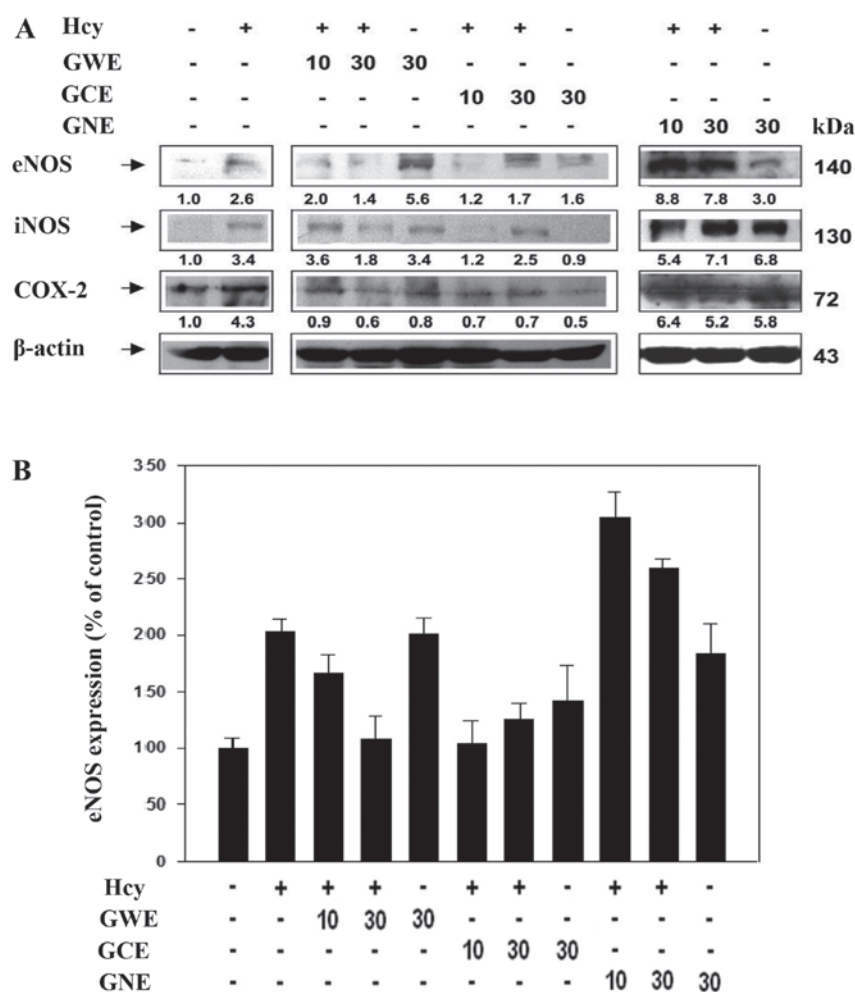 A Hcy - + + + - + + - + + -
GWE - - 10 30 30 - - - - - -
GCE - - - - - 10 30 30 - - -
GNE - - - - - - - - 10 30 30 kDa
eNOS 140
1.0 2.6 2.0 1.4 5.6 1.2 1.7 1.6 8.8 7.8 3.0
iNOS 130
1.0 3.4 3.6 1.8 3.4 1.2 2.5 0.9 5.4 7.1 6.8
COX-2 72
1.0 4.3 0.9 0.6 0.8 0.7 0.7 0.5 6.4 5.2 5.8
β-actin 43
B
eNOS expression (% of control)
350
300
250
200
150
100
50
0
Hcy - + + + - + + - + + -
GWE - - 10 30 30 - - - - - -
GCE - - - - - 10 30 30 - - -
GNE - - - - - - - - 10 30 30